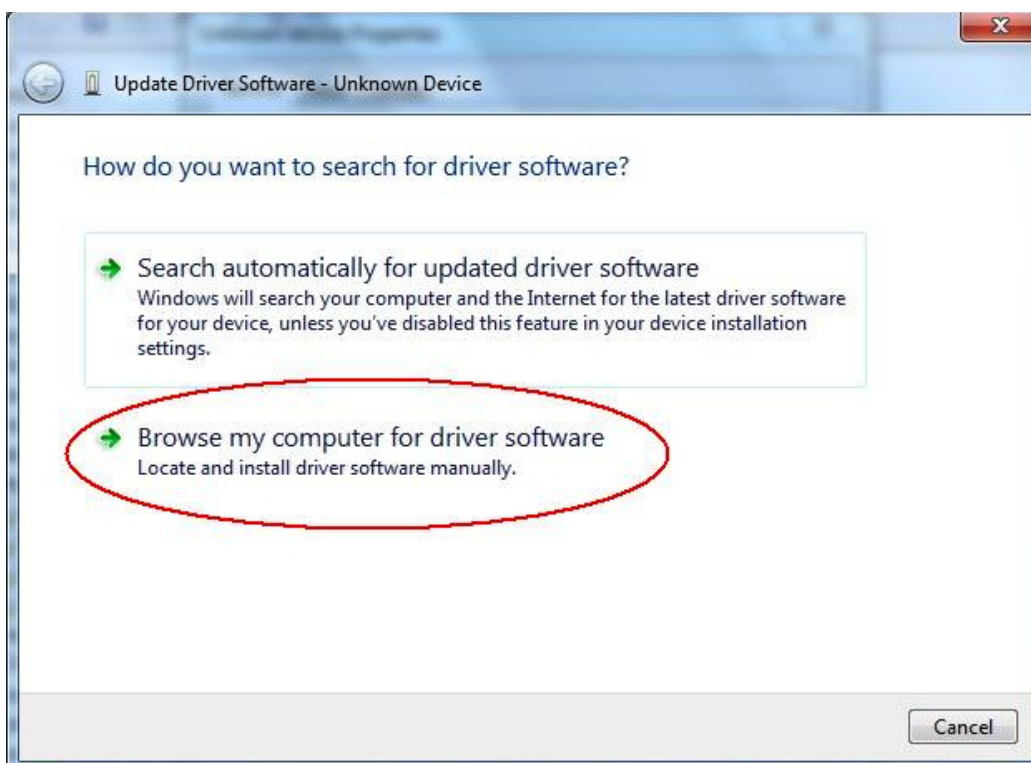 Update Driver Software - Unknown Device
How do you want to search for driver software?
Search automatically for updated driver software
Windows will search your computer and the Internet for the latest driver software
for your device, unless you've disabled this feature in your device installation
settings.
Browse my computer for driver software
Locate and install driver software manually.
Cancel